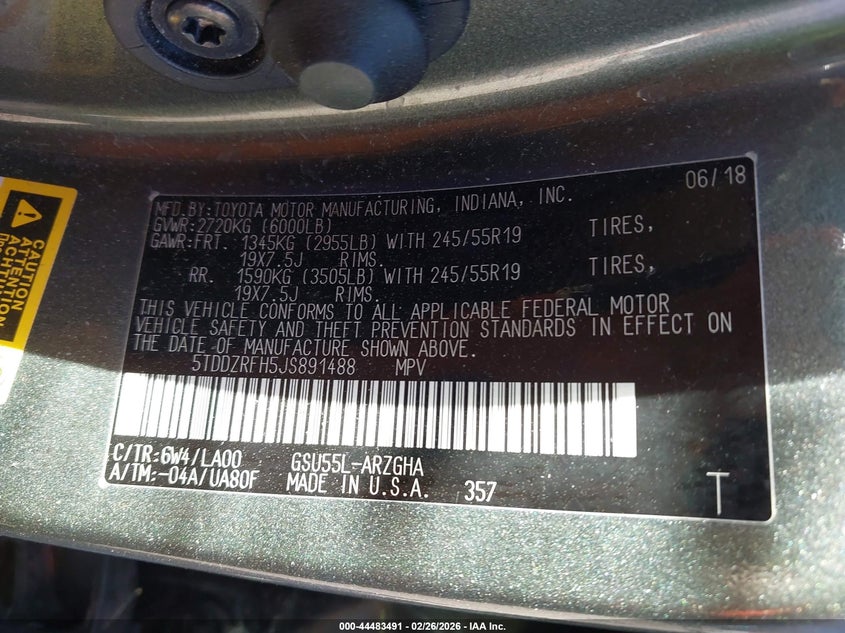 06/18
MFD.BY:TOYOTA MOTOR MANUFACTURING, INDIANA, INC.
GVWR:2720KG (6000LB)
GAWR:FRT. 1345KG (2955LB) WITH 245/55R19 TIRES,
19X7.5J RIMS.
RR. 1590KG (3505LB) WITH 245/55R19 TIRES,
19X7.5J RIMS.
THIS VEHICLE CONFORMS TO ALL APPLICABLE FEDERAL MOTOR
VEHICLE SAFETY AND THEFT PREVENTION STANDARDS IN EFFECT ON
THE DATE OF MANUFACTURE SHOWN ABOVE.
5TDDZRFH5JS891488 MPV
C/TR:6W4/LA00 GSU55L-ARZGHA
A/TM:-04A/UA80F MADE IN U.S.A. 357
T
CAUTION
ATTENTION
000-44483491 - 02/26/2026 - IAA Inc.